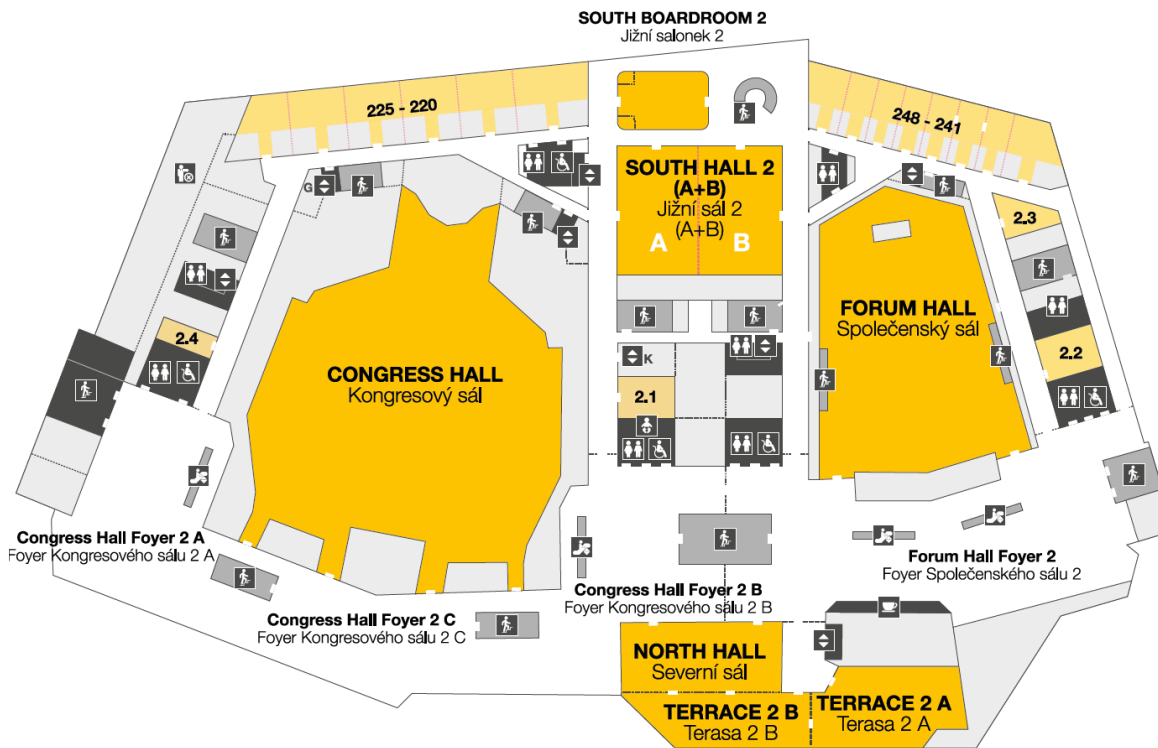 SOUTH BOARDROOM 2
Jižní salonek 2
225 - 220
248 - 241
SOUTH HALL 2
(A+B)
Jižní sál 2
(A+B)
A
B
G
2.3
FORUM HALL
Společenský sál
2.4
K
2.2
CONGRESS HALL
Kongresový sál
2.1
Congress Hall Foyer 2 A
Foyer Kongresového sálu 2 A
Forum Hall Foyer 2
Foyer Společenského sálu 2
Congress Hall Foyer 2 B
Foyer Kongresového sálu 2 B
Congress Hall Foyer 2 C
Foyer Kongresového sálu 2 C
NORTH HALL
Severní sál
TERRACE 2 A
Terasa 2 A
TERRACE 2 B
Terasa 2 B